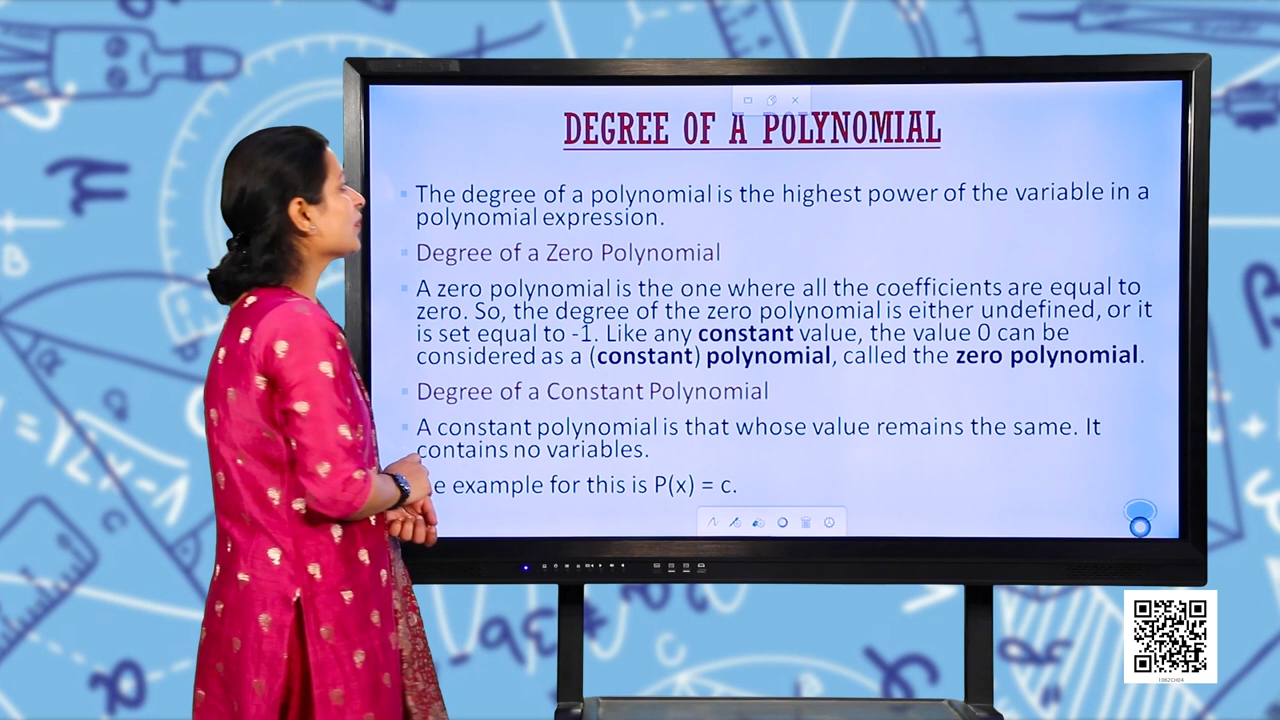 DEGREE OF A POLYNOMIAL
The degree of a polynomial is the highest power of the variable in a
polynomial expression.
Degree of a Zero Polynomial
A zero polynomial is the one where all the coefficients are equal to
zero. So, the degree of the zero polynomial is either undefined, or it
is set equal to -1. Like any constant value, the value 0 can be
considered as a (constant) polynomial, called the zero polynomial.
Degree of a Constant Polynomial
A constant polynomial is that whose value remains the same. It
contains no variables.
e example for this is P(x) = c.
1062CH04